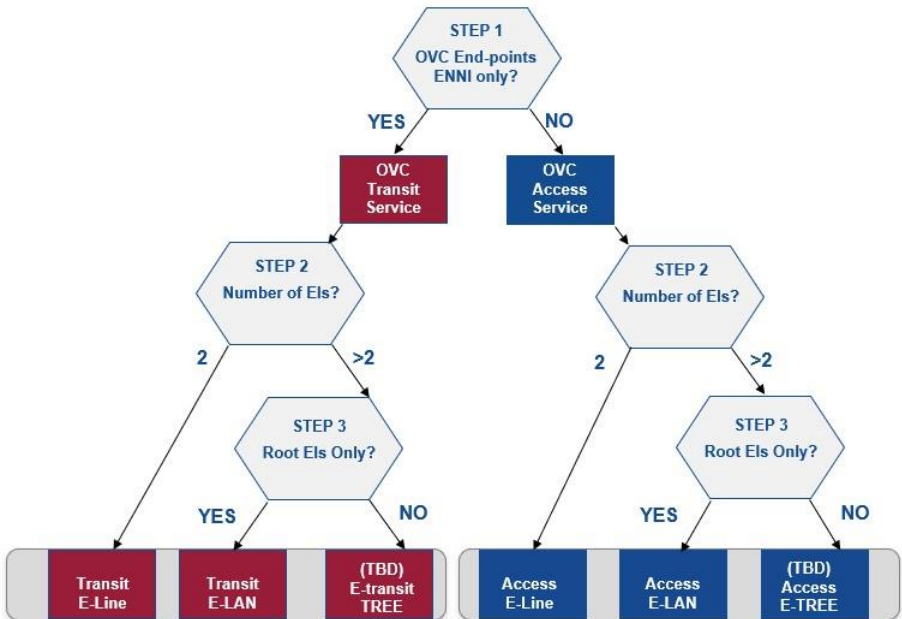 STEP 1
OVC End-points
ENNI only?
YES
NO
OVC
Transit
Service
OVC
Access
Service
STEP 2
Number of EIs?
STEP 2
Number of EIs?
2
>2
2
>2
STEP 3
Root EIs Only?
STEP 3
Root EIs Only?
YES
NO
YES
NO
Transit
E-Line
Transit
E-LAN
(TBD)
E-transit
TREE
Access
E-Line
Access
E-LAN
(TBD)
Access
E-TREE